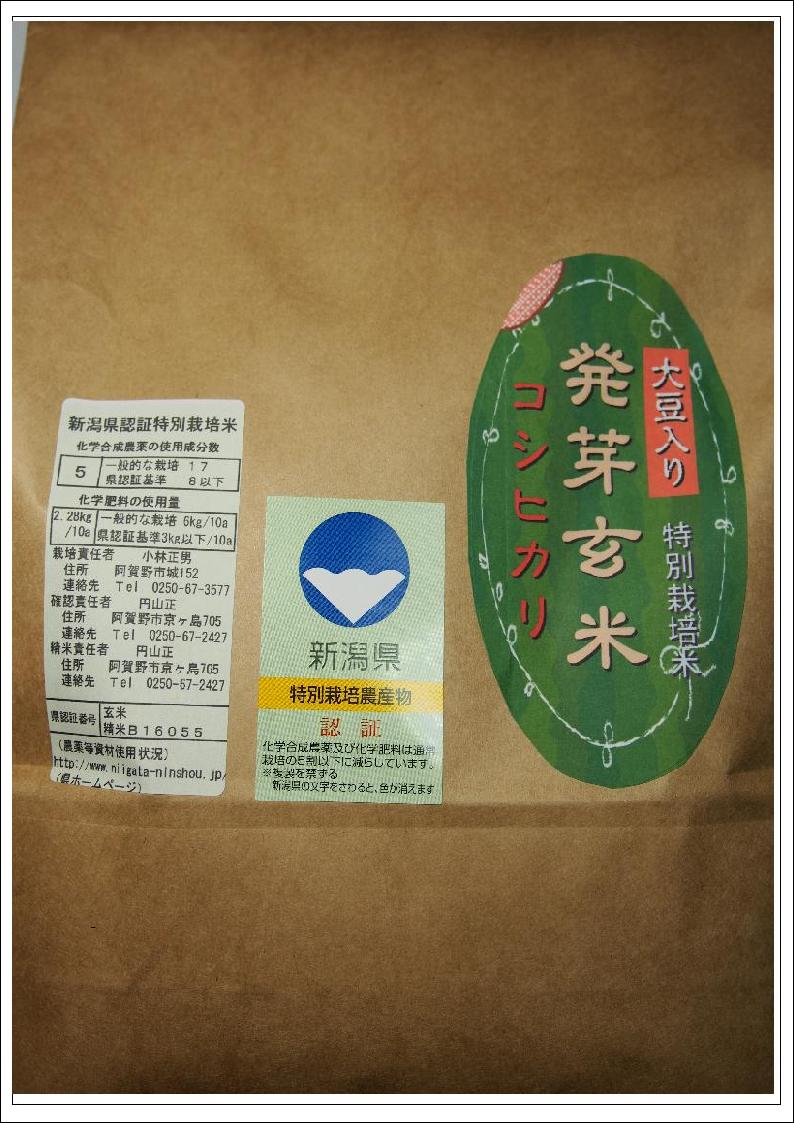 新潟県認証特別栽培米
化学合成農薬の使用成分数
5
一般的な栽培 17
県認証基準 8以下
化学肥料の使用量
2.28kg
/10a
一般的な栽培 6kg/10a
県認証基準3kg以下/10a
栽培責任者 小林正男
住所 阿賀野市城152
連絡先 Tel 0250-67-3577
確認責任者 円山正
住所 阿賀野市京ヶ島705
連絡先 Tel 0250-67-2427
精米責任者 円山正
住所 阿賀野市京ヶ島705
連絡先 Tel 0250-67-2427
県認証番号
玄米
精米B16055
(農薬等資材使用状況)
http://www.niigata-ninshou.jp/
(県ホームページ)
新潟県
特別栽培農産物
認証
化学合成農薬及び化学肥料は通常
栽培の5割以下に減らしています。
※複製を禁ずる
新潟県の文字をさわると、色が消えます
大豆入り
特別栽培米
発芽玄米
コシヒカリ